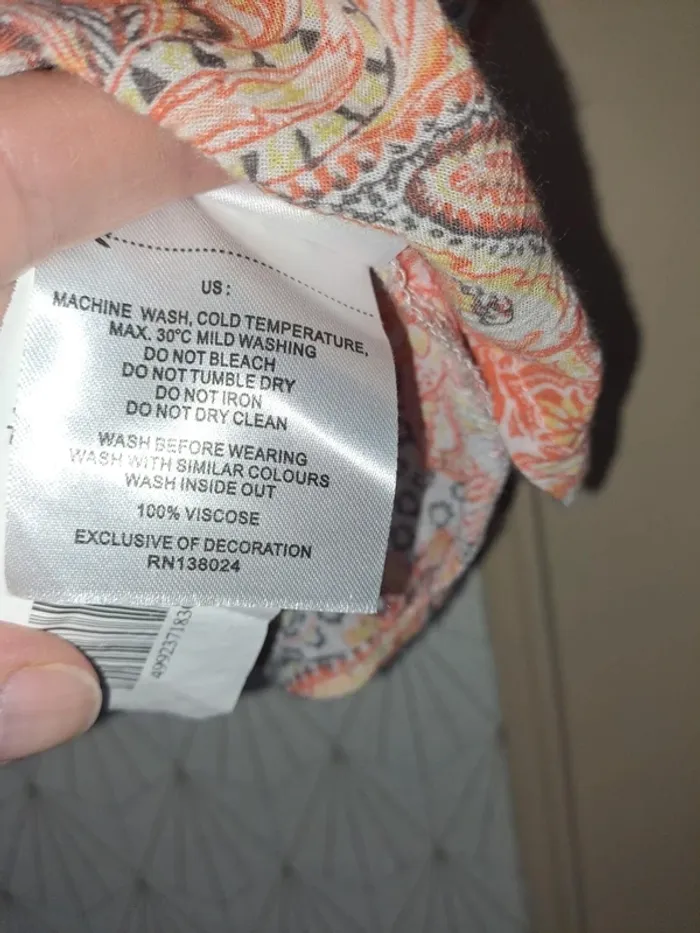 US :
MACHINE WASH, COLD TEMPERATURE,
MAX. 30°C MILD WASHING
DO NOT BLEACH
DO NOT TUMBLE DRY
DO NOT IRON
DO NOT DRY CLEAN
WASH BEFORE WEARING
WASH WITH SIMILAR COLOURS
WASH INSIDE OUT
100% VISCOSE
EXCLUSIVE OF DECORATION
RN138024